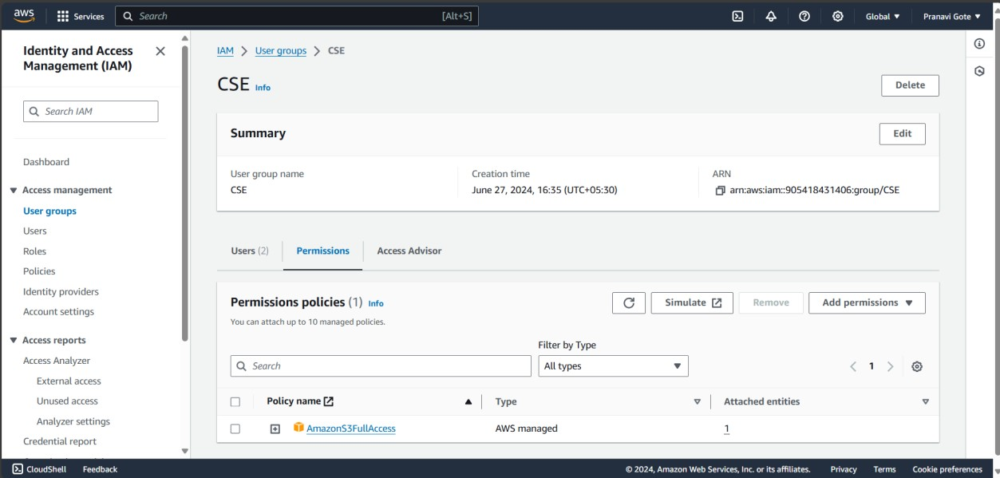 aws
Services
Search [Alt+S]
Global ▼
Pranavi Gote ▼
Identity and Access
Management (IAM)
Search IAM
Dashboard
Access management
User groups
Users
Roles
Policies
Identity providers
Account settings
Access reports
Access Analyzer
External access
Unused access
Analyzer settings
Credential report
IAM > User groups > CSE
CSE Info
Delete
Summary
Edit
User group name
CSE
Creation time
June 27, 2024, 16:35 (UTC+05:30)
ARN
arn:aws:iam::905418431406:group/CSE
Users (2)
Permissions
Access Advisor
Permissions policies (1) Info
You can attach up to 10 managed policies.
Simulate
Remove
Add permissions ▼
Filter by Type
Search
All types
1
Policy name
Type
Attached entities
AmazonS3FullAccess
AWS managed
1
CloudShell
Feedback
© 2024, Amazon Web Services, Inc. or its affiliates.
Privacy
Terms
Cookie preferences